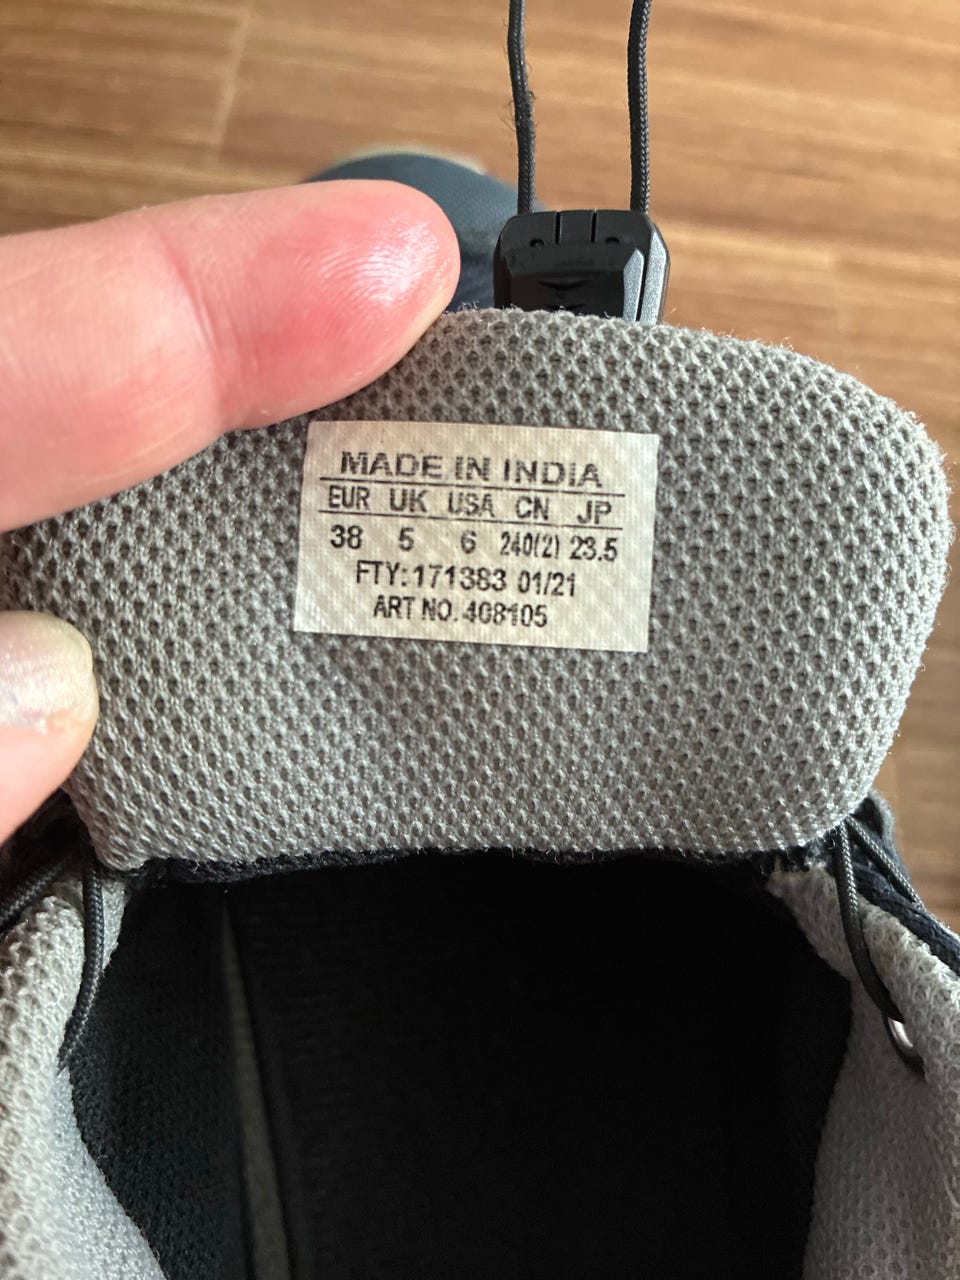 MADE IN INDIA
EUR UK USA CN JP
38 5 6 240(2) 23.5
FTY:171383 01/21
ART NO. 408105